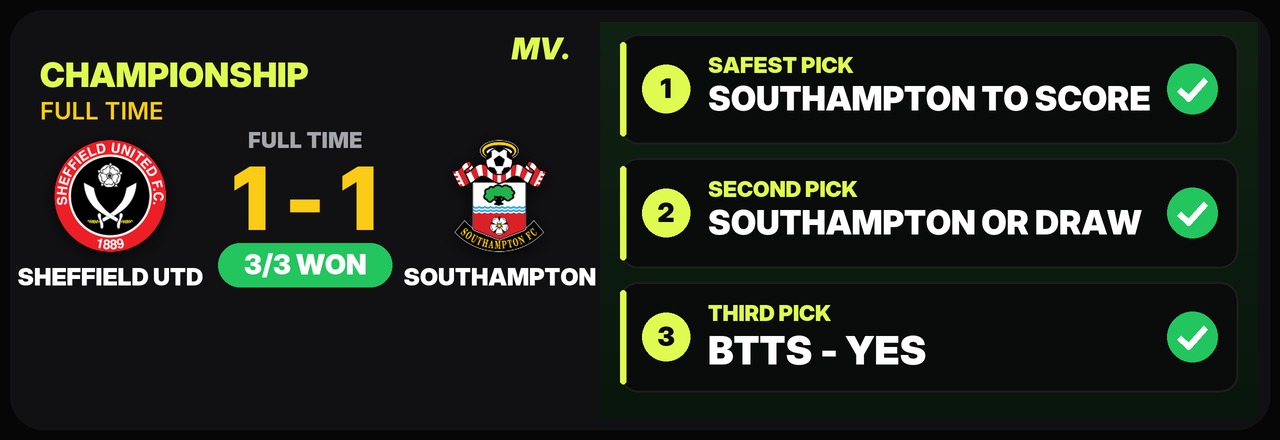 MV.
CHAMPIONSHIP
FULL TIME
FULL TIME
1 - 1
3/3 WON
SHEFFIELD UNITED F.C.
1889
SHEFFIELD UTD
SOUTHAMPTON FC
SOUTHAMPTON
1
SAFEST PICK
SOUTHAMPTON TO SCORE
2
SECOND PICK
SOUTHAMPTON OR DRAW
3
THIRD PICK
BTTS - YES